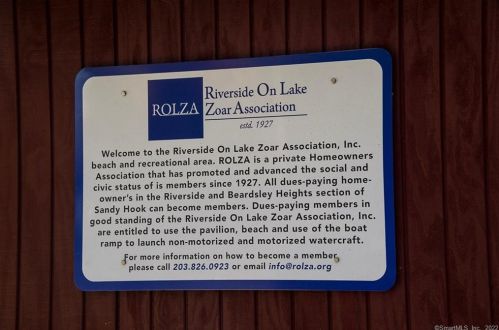 ROLZA
Riverside On Lake
Zoar Association
estd. 1927
Welcome to the Riverside On Lake Zoar Association, Inc.
beach and recreational area. ROLZA is a private Homeowners
Association that has promoted and advanced the social and
civic status of is members since 1927. All dues-paying home-
owner's in the Riverside and Beardsley Heights section of
Sandy Hook can become members. Dues-paying members in
good standing of the Riverside On Lake Zoar Association, Inc.
are entitled to use the pavilion, beach and use of the boat
ramp to launch non-motorized and motorized watercraft.
For more information on how to become a member
please call 203.826.0923 or email info@rolza.org
©SmartMLS, Inc. 2022